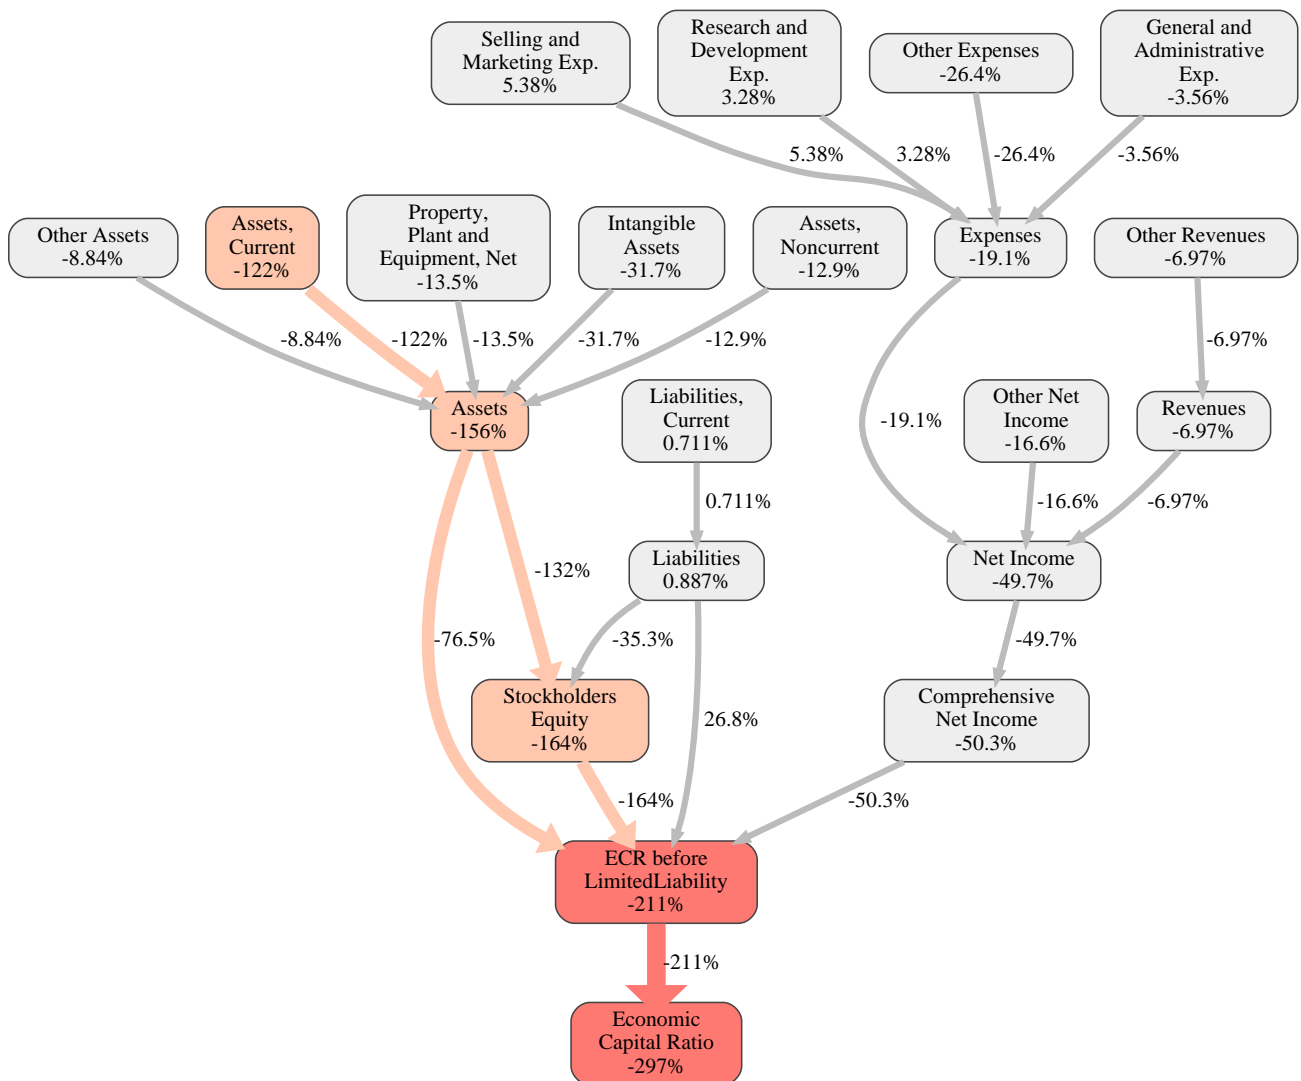 Selling and
Marketing Exp.
5.38%
Research and
Development
Exp.
3.28%
Other Expenses
-26.4%
General and
Administrative
Exp.
-3.56%
5.38%
3.28%
-26.4%
-3.56%
Other Assets
-8.84%
Assets,
Current
-122%
Property,
Plant and
Equipment, Net
-13.5%
Intangible
Assets
-31.7%
Assets,
Noncurrent
-12.9%
Expenses
-19.1%
Other Revenues
-6.97%
-8.84%
-122%
-13.5%
-31.7%
-12.9%
-6.97%
Assets
-156%
Liabilities,
Current
0.711%
-19.1%
Other Net
Income
-16.6%
Revenues
-6.97%
0.711%
-16.6%
-6.97%
-132%
Liabilities
0.887%
Net Income
-49.7%
-76.5%
-35.3%
-49.7%
Stockholders
Equity
-164%
26.8%
Comprehensive
Net Income
-50.3%
-164%
-50.3%
ECR before
LimitedLiability
-211%
-211%
Economic
Capital Ratio
-297%